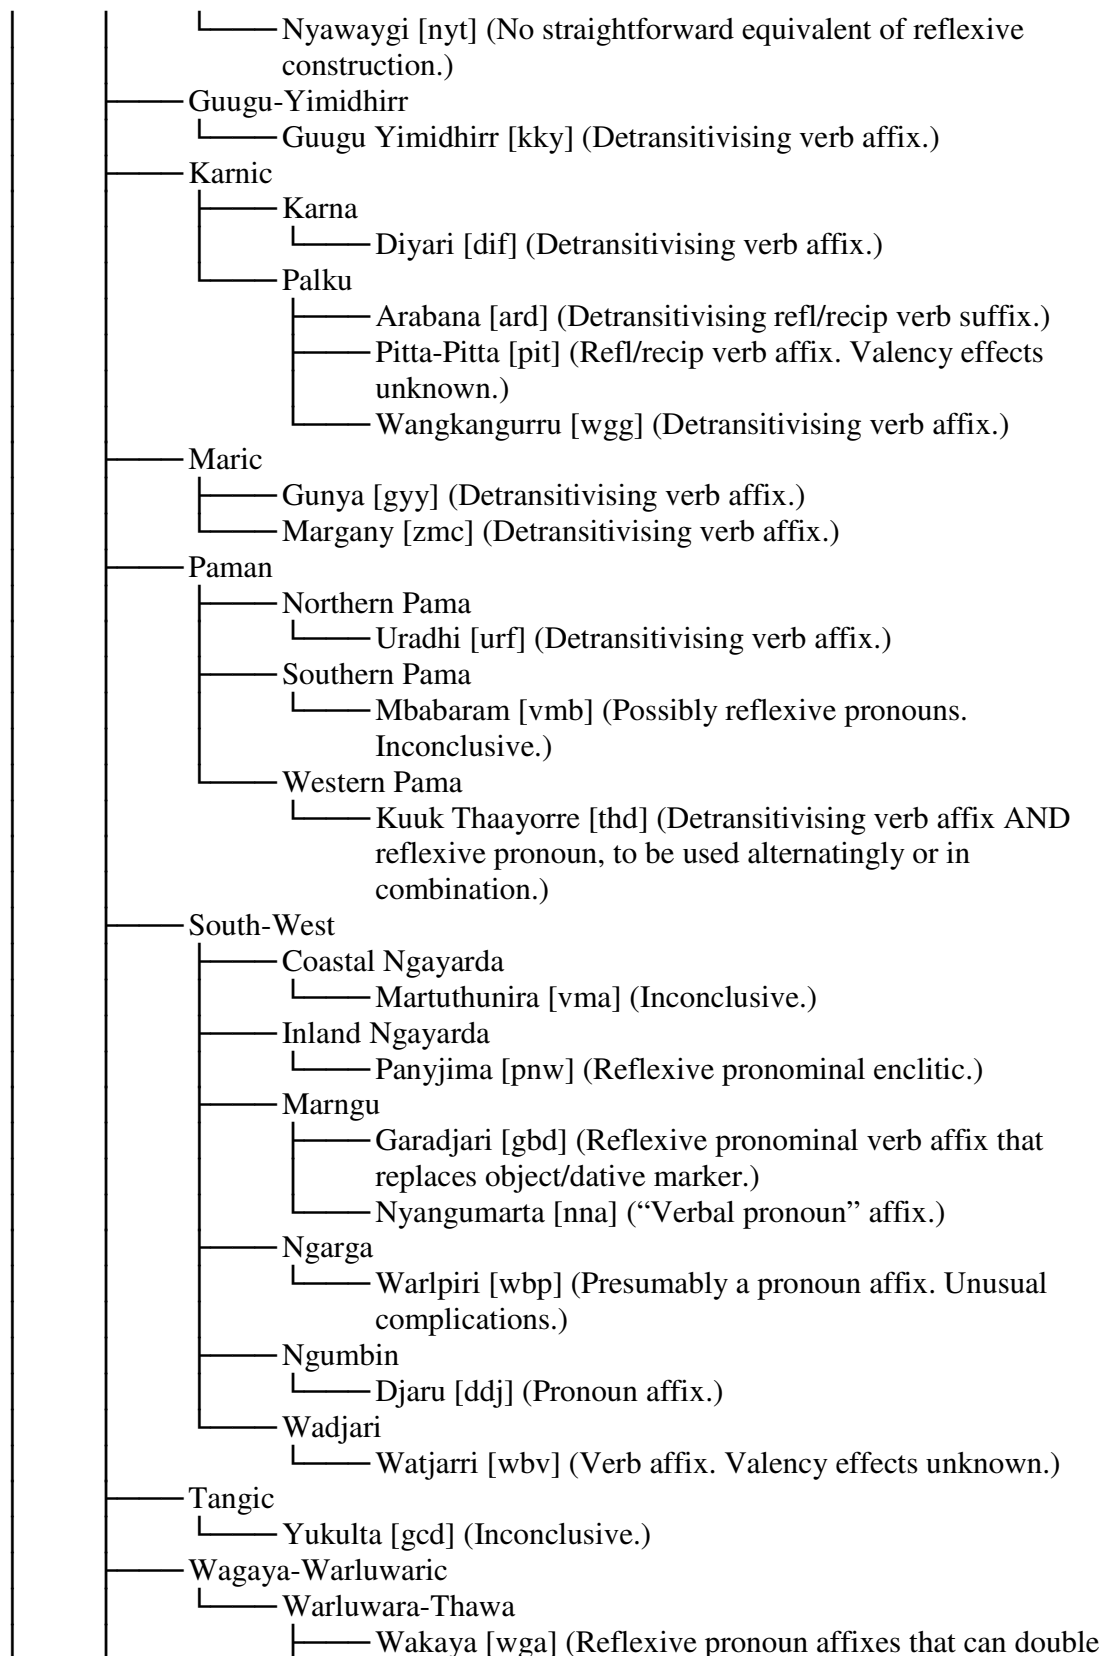 Nyawaygi [nyt] (No straightforward equivalent of reflexive
construction.)
Guugu-Yimidhirr
Guugu Yimidhirr [kky] (Detransitivising verb affix.)
Karnic
Karna
Diyari [dif] (Detransitivising verb affix.)
Palku
Arabana [ard] (Detransitivising refl/recip verb suffix.)
Pitta-Pitta [pit] (Refl/recip verb affix. Valency effects
unknown.)
Wangkangurru [wgg] (Detransitivising verb affix.)
Maric
Gunya [gyy] (Detransitivising verb affix.)
Margany [zmc] (Detransitivising verb affix.)
Paman
Northern Pama
Uradhi [urf] (Detransitivising verb affix.)
Southern Pama
Mbabaram [vmb] (Possibly reflexive pronouns.
Inconclusive.)
Western Pama
Kuuk Thaayorre [thd] (Detransitivising verb affix AND
reflexive pronoun, to be used alternatingly or in
combination.)
South-West
Coastal Ngayarda
Martuthunira [vma] (Inconclusive.)
Inland Ngayarda
Panyjima [pnw] (Reflexive pronominal enclitic.)
Marngu
Garadjari [gbd] (Reflexive pronominal verb affix that
replaces object/dative marker.)
Nyangumarta [nna] (“Verbal pronoun” affix.)
Ngarga
Warlpiri [wbp] (Presumably a pronoun affix. Unusual
complications.)
Ngumbin
Djaru [ddj] (Pronoun affix.)
Wadjari
Watjarri [wbv] (Verb affix. Valency effects unknown.)
Tangic
Yukulta [gcd] (Inconclusive.)
Wagaya-Warluwaric
Warluwara-Thawa
Wakaya [wga] (Reflexive pronoun affixes that can double